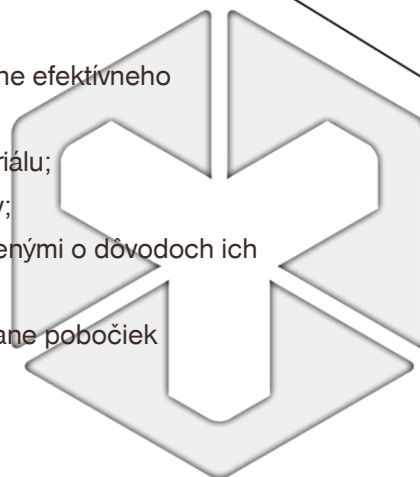 ne efektívneho
riálu;
enými o dôvodoch ich
ane pobočiek